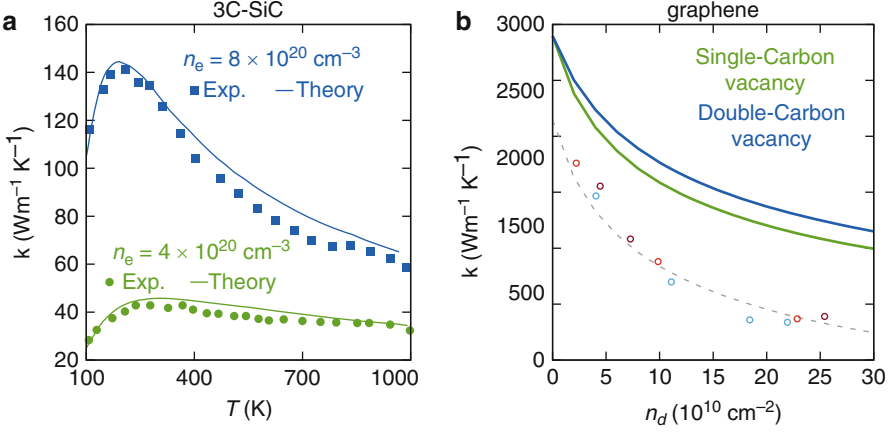 a
3C-SiC
160
140
120
100
80
60
40
20
k (Wm⁻¹ K⁻¹)
nₑ = 8 × 10²⁰ cm⁻³
Exp. —Theory
nₑ = 4 × 10²⁰ cm⁻³
Exp. —Theory
100 400 700 1000
T (K)
b
graphene
3000
2500
2000
1500
500
0
k (Wm⁻¹ K⁻¹)
Single-Carbon
vacancy
Double-Carbon
vacancy
0 5 10 15 20 25 30
n_d (10¹⁰ cm⁻²)